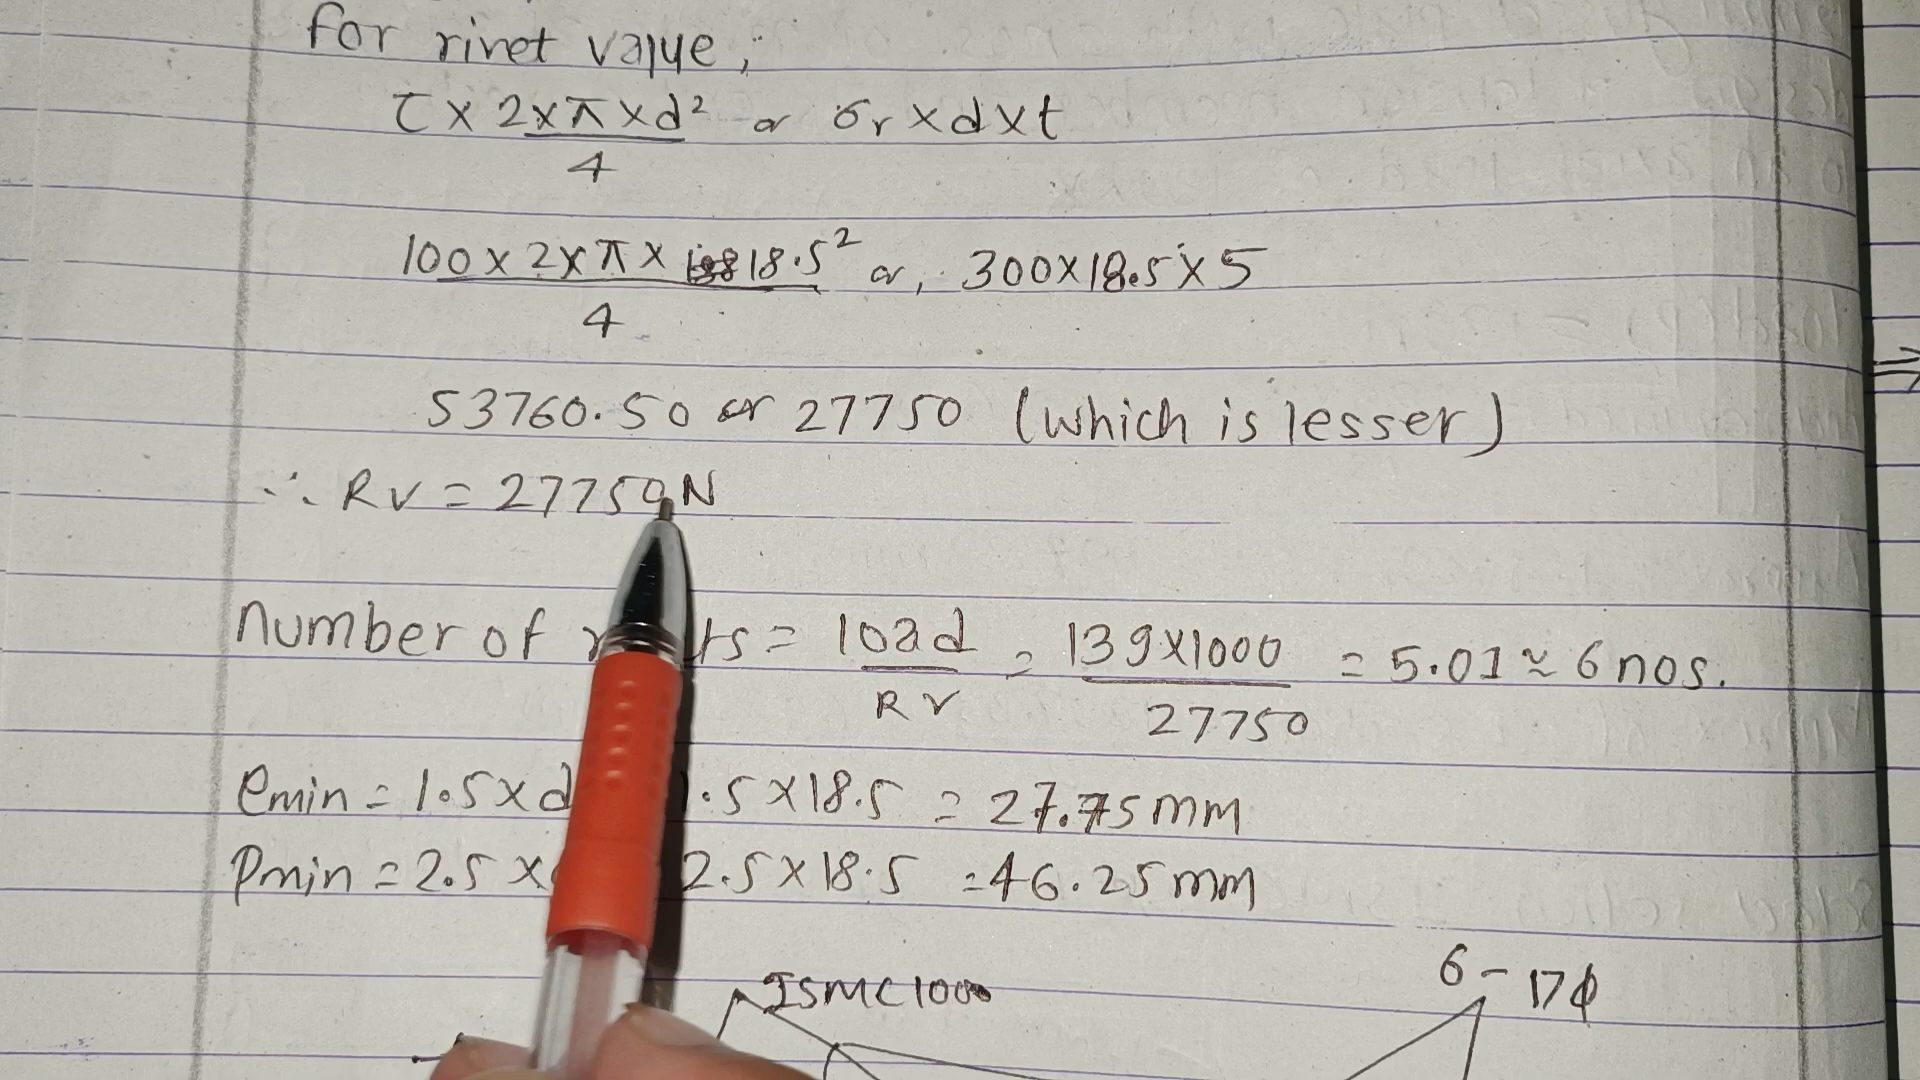 for rivet value,
τ × 2×π×d² / 4 or σr × d × t
100 × 2×π× 18.5² / 4 or, 300×18.5×5
53760.50 or 27750 (which is lesser)
∴ RV = 27750N
number of = load / RV = 139×1000 / 27750 = 5.01 ≈ 6 nos.
emin = 1.5×d .5×18.5 = 27.75mm
Pmin = 2.5 × 2.5×18.5 = 46.25mm
6 - 17ϕ
ISMC100